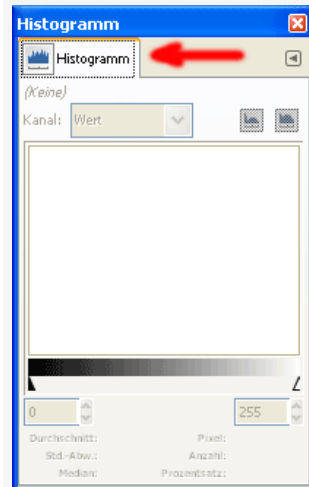 Histogramm
Histogramm
(Keine)
Kanal: Wert
0 255
Durchschnitt: Pixel:
Std.-Abw.: Anzahl:
Median: Prozentsatz: